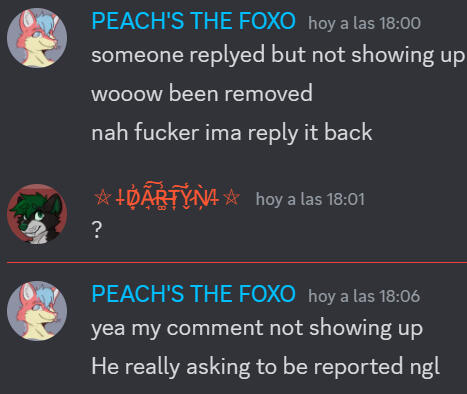 PEACH'S THE FOXO hoy a las 18:00
someone replyed but not showing up
wooow been removed
nah fucker ima reply it back
☆⸸DARTYN⸸☆ hoy a las 18:01
?
PEACH'S THE FOXO hoy a las 18:06
yea my comment not showing up
He really asking to be reported ngl